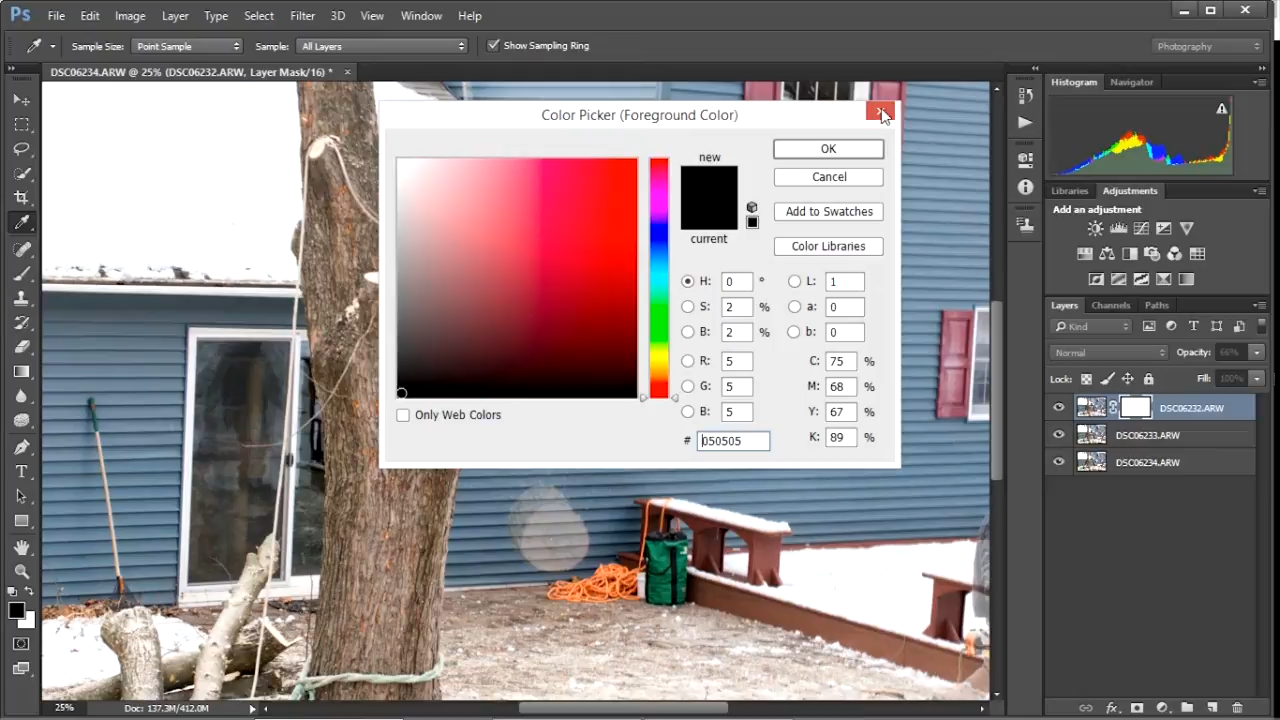 Ps File Edit Image Layer Type Select Filter 3D View Window Help
Sample Size: Point Sample Sample: All Layers Show Sampling Ring Photography
DSC06234.ARW @ 25% (DSC06232.ARW, Layer Mask/16) * ×
Histogram Navigator
Color Picker (Foreground Color)
new
OK
Cancel
Add to Swatches
current
Color Libraries
H: 0 ° L: 1
S: 2 % a: 0
B: 2 % b: 0
R: 5 C: 75 %
G: 5 M: 68 %
B: 5 Y: 67 %
Only Web Colors
# 050505 K: 89 %
Libraries Adjustments
Add an adjustment
Layers Channels Paths
Kind
Normal Opacity: 66%
Lock: Fill: 100%
DSC06232.ARW
DSC06233.ARW
DSC06234.ARW
25% Doc: 137.3M/412.0M